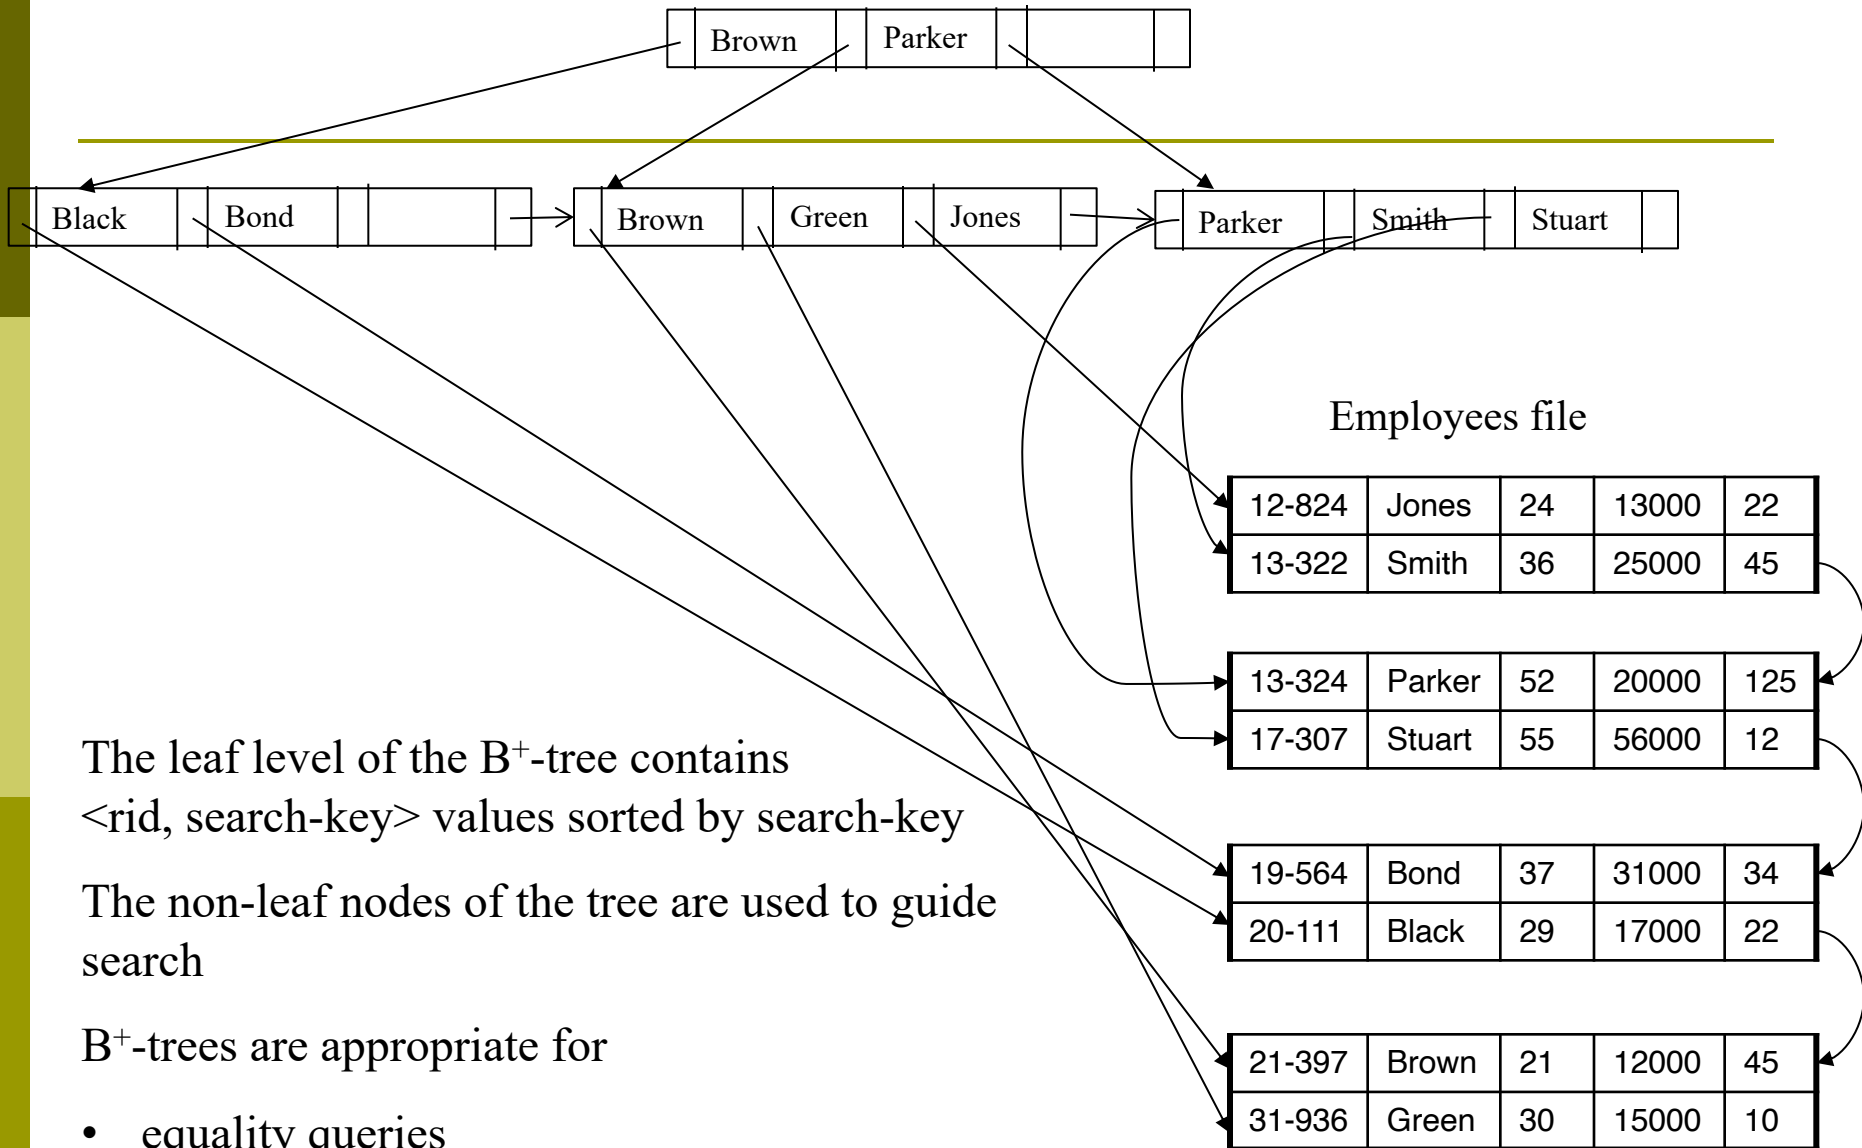 Brown Parker
Black Bond Brown Green Jones Parker Smith Stuart
Employees file
12-824 Jones 24 13000 22
13-322 Smith 36 25000 45
13-324 Parker 52 20000 125
17-307 Stuart 55 56000 12
The leaf level of the B⁺-tree contains
<rid, search-key> values sorted by search-key
19-564 Bond 37 31000 34
The non-leaf nodes of the tree are used to guide
20-111 Black 29 17000 22
search
B⁺-trees are appropriate for
21-397 Brown 21 12000 45
31-936 Green 30 15000 10
• equality queries